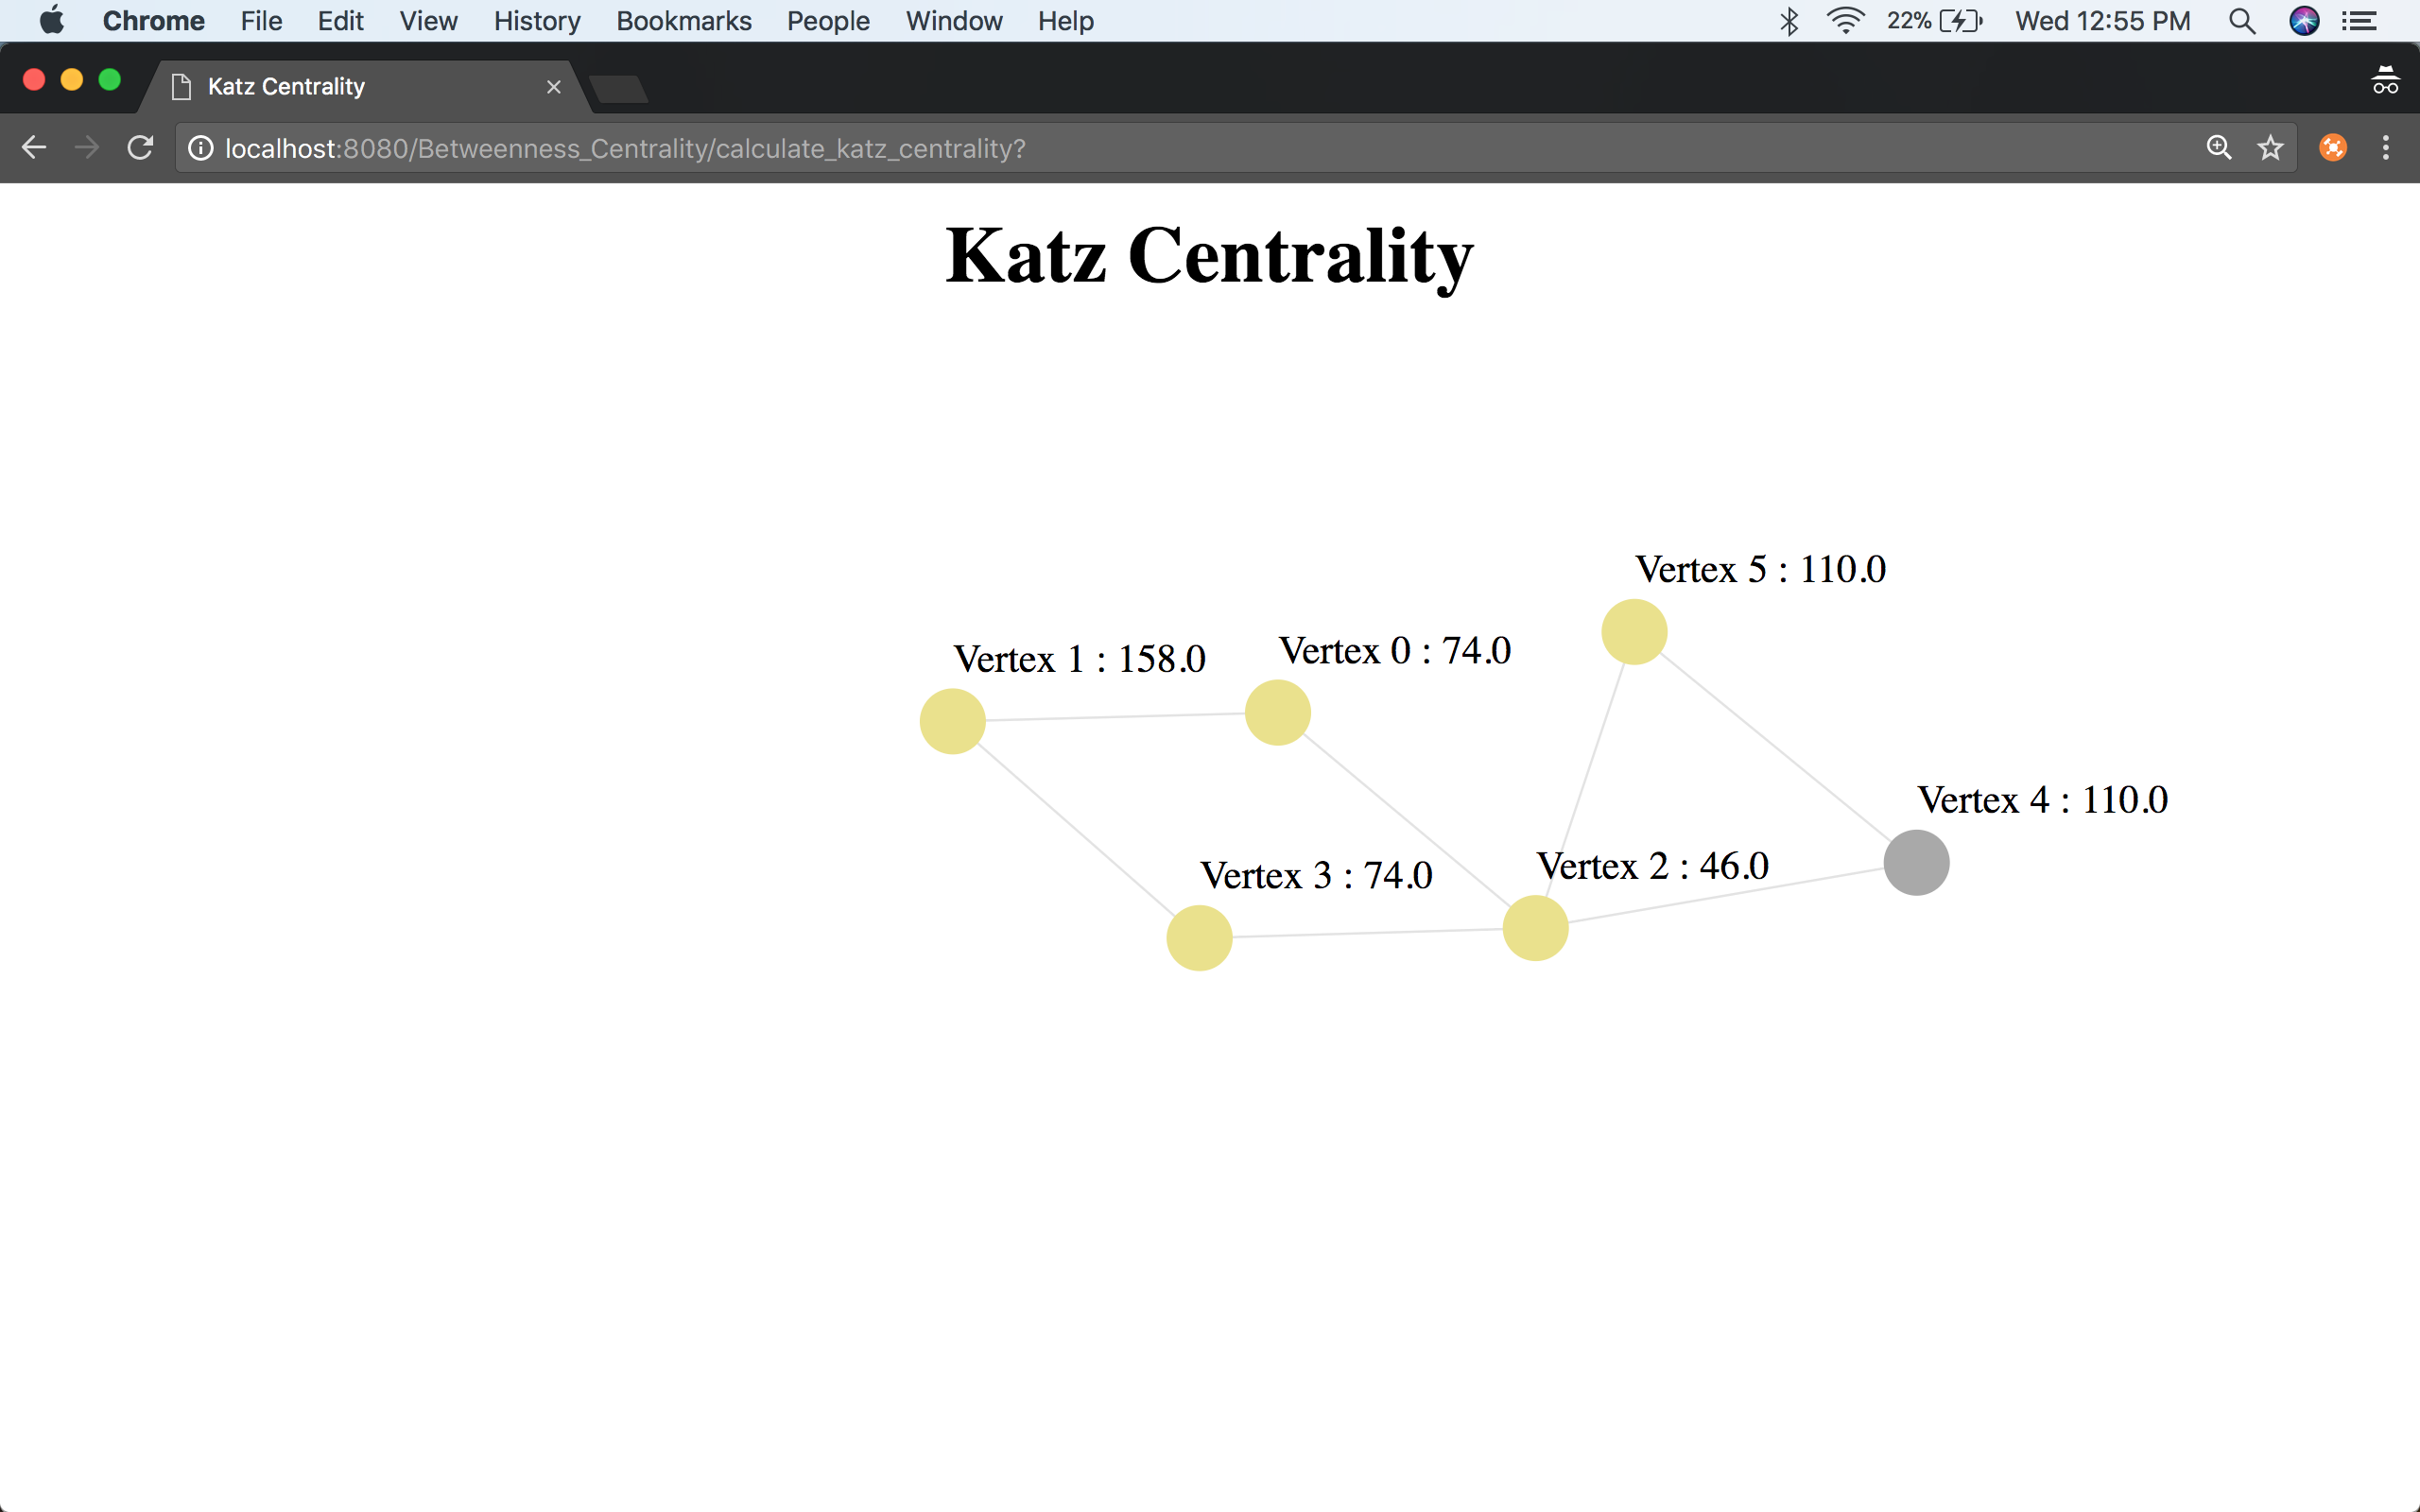 Chrome File Edit View History Bookmarks People Window Help 22% Wed 12:55 PM
Katz Centrality
localhost:8080/Betweenness_Centrality/calculate_katz_centrality?
Katz Centrality
Vertex 5 : 110.0
Vertex 1 : 158.0
Vertex 0 : 74.0
Vertex 4 : 110.0
Vertex 3 : 74.0
Vertex 2 : 46.0